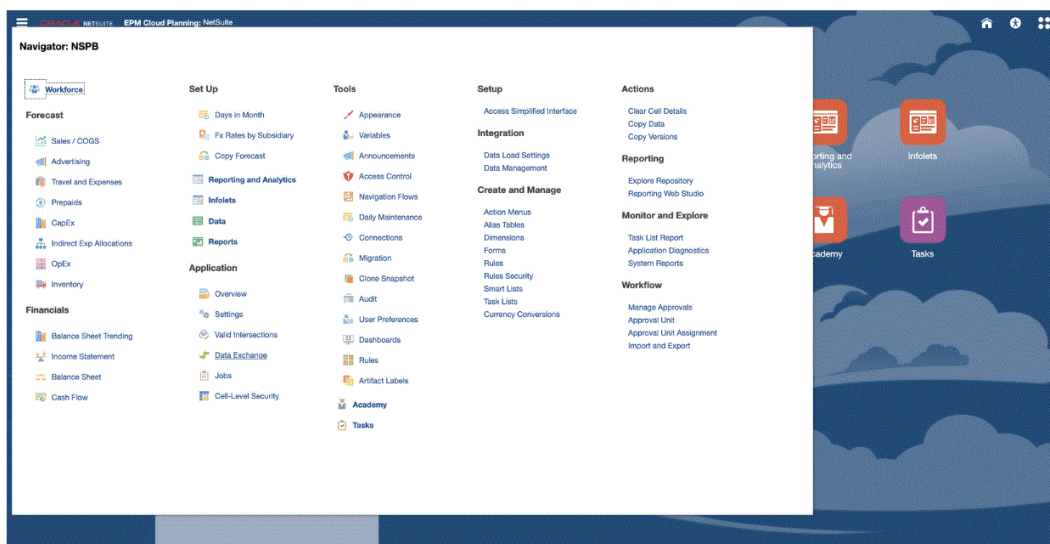 ORACLE NETSUITE EPM Cloud Planning: NetSuite
Navigator: NSPB
Workforce
Forecast
Sales / COGS
Advertising
Travel and Expenses
Prepaids
CapEx
Indirect Exp Allocations
OpEx
Inventory
Financials
Balance Sheet Trending
Income Statement
Balance Sheet
Cash Flow
Set Up
Days in Month
Fx Rates by Subsidiary
Copy Forecast
Reporting and Analytics
Infolets
Data
Reports
Application
Overview
Settings
Valid Intersections
Data Exchange
Jobs
Cell-Level Security
Tools
Appearance
Variables
Announcements
Access Control
Navigation Flows
Daily Maintenance
Connections
Migration
Clone Snapshot
Audit
User Preferences
Dashboards
Rules
Artifact Labels
Academy
Tasks
Setup
Access Simplified Interface
Integration
Data Load Settings
Data Management
Create and Manage
Action Menus
Alias Tables
Dimensions
Forms
Rules
Rules Security
Smart Lists
Task Lists
Currency Conversions
Actions
Clear Cell Details
Copy Data
Copy Versions
Reporting
Explore Repository
Reporting Web Studio
Monitor and Explore
Task List Report
Application Diagnostics
System Reports
Workflow
Manage Approvals
Approval Unit
Approval Unit Assignment
Import and Export
orting and
nalytics
Infolets
cademy
Tasks